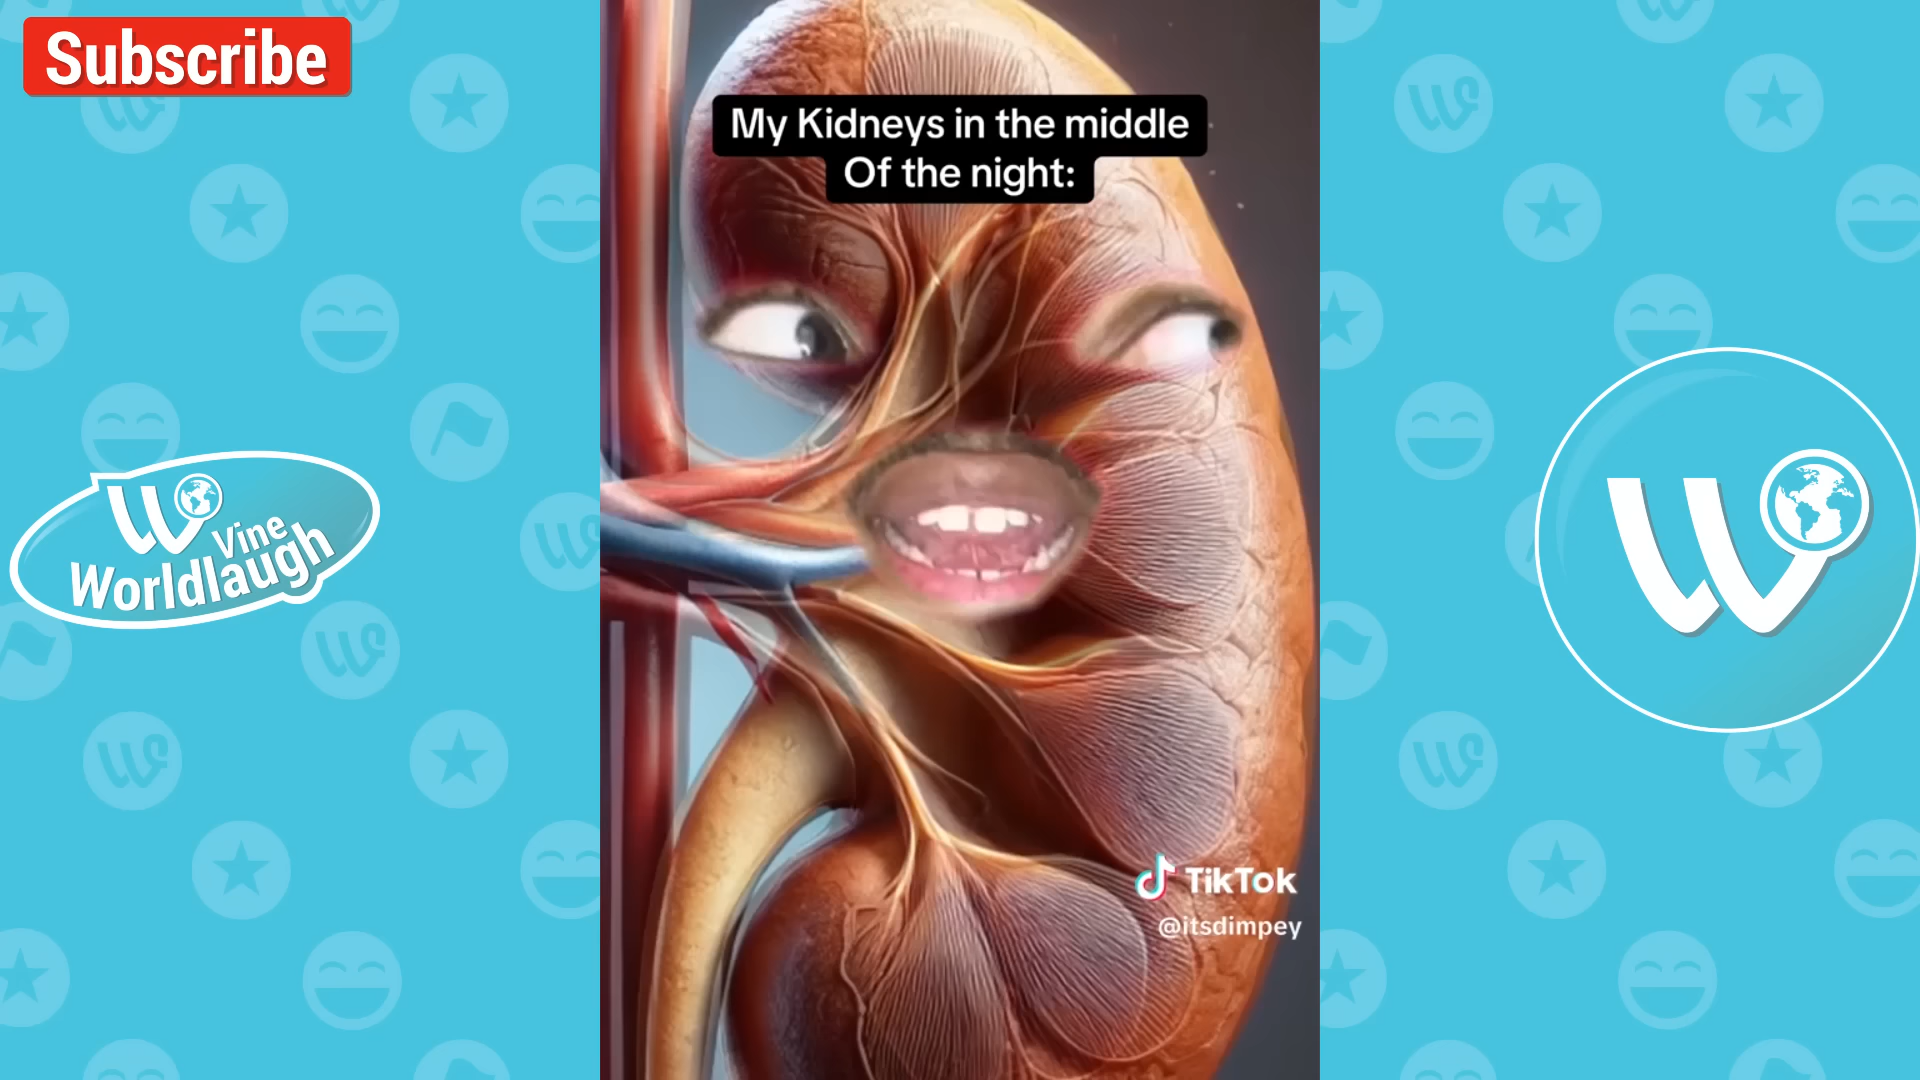 Subscribe
My Kidneys in the middle
Of the night:
W
Vine
Worldlaugh
W
TikTok
@itsdimpey